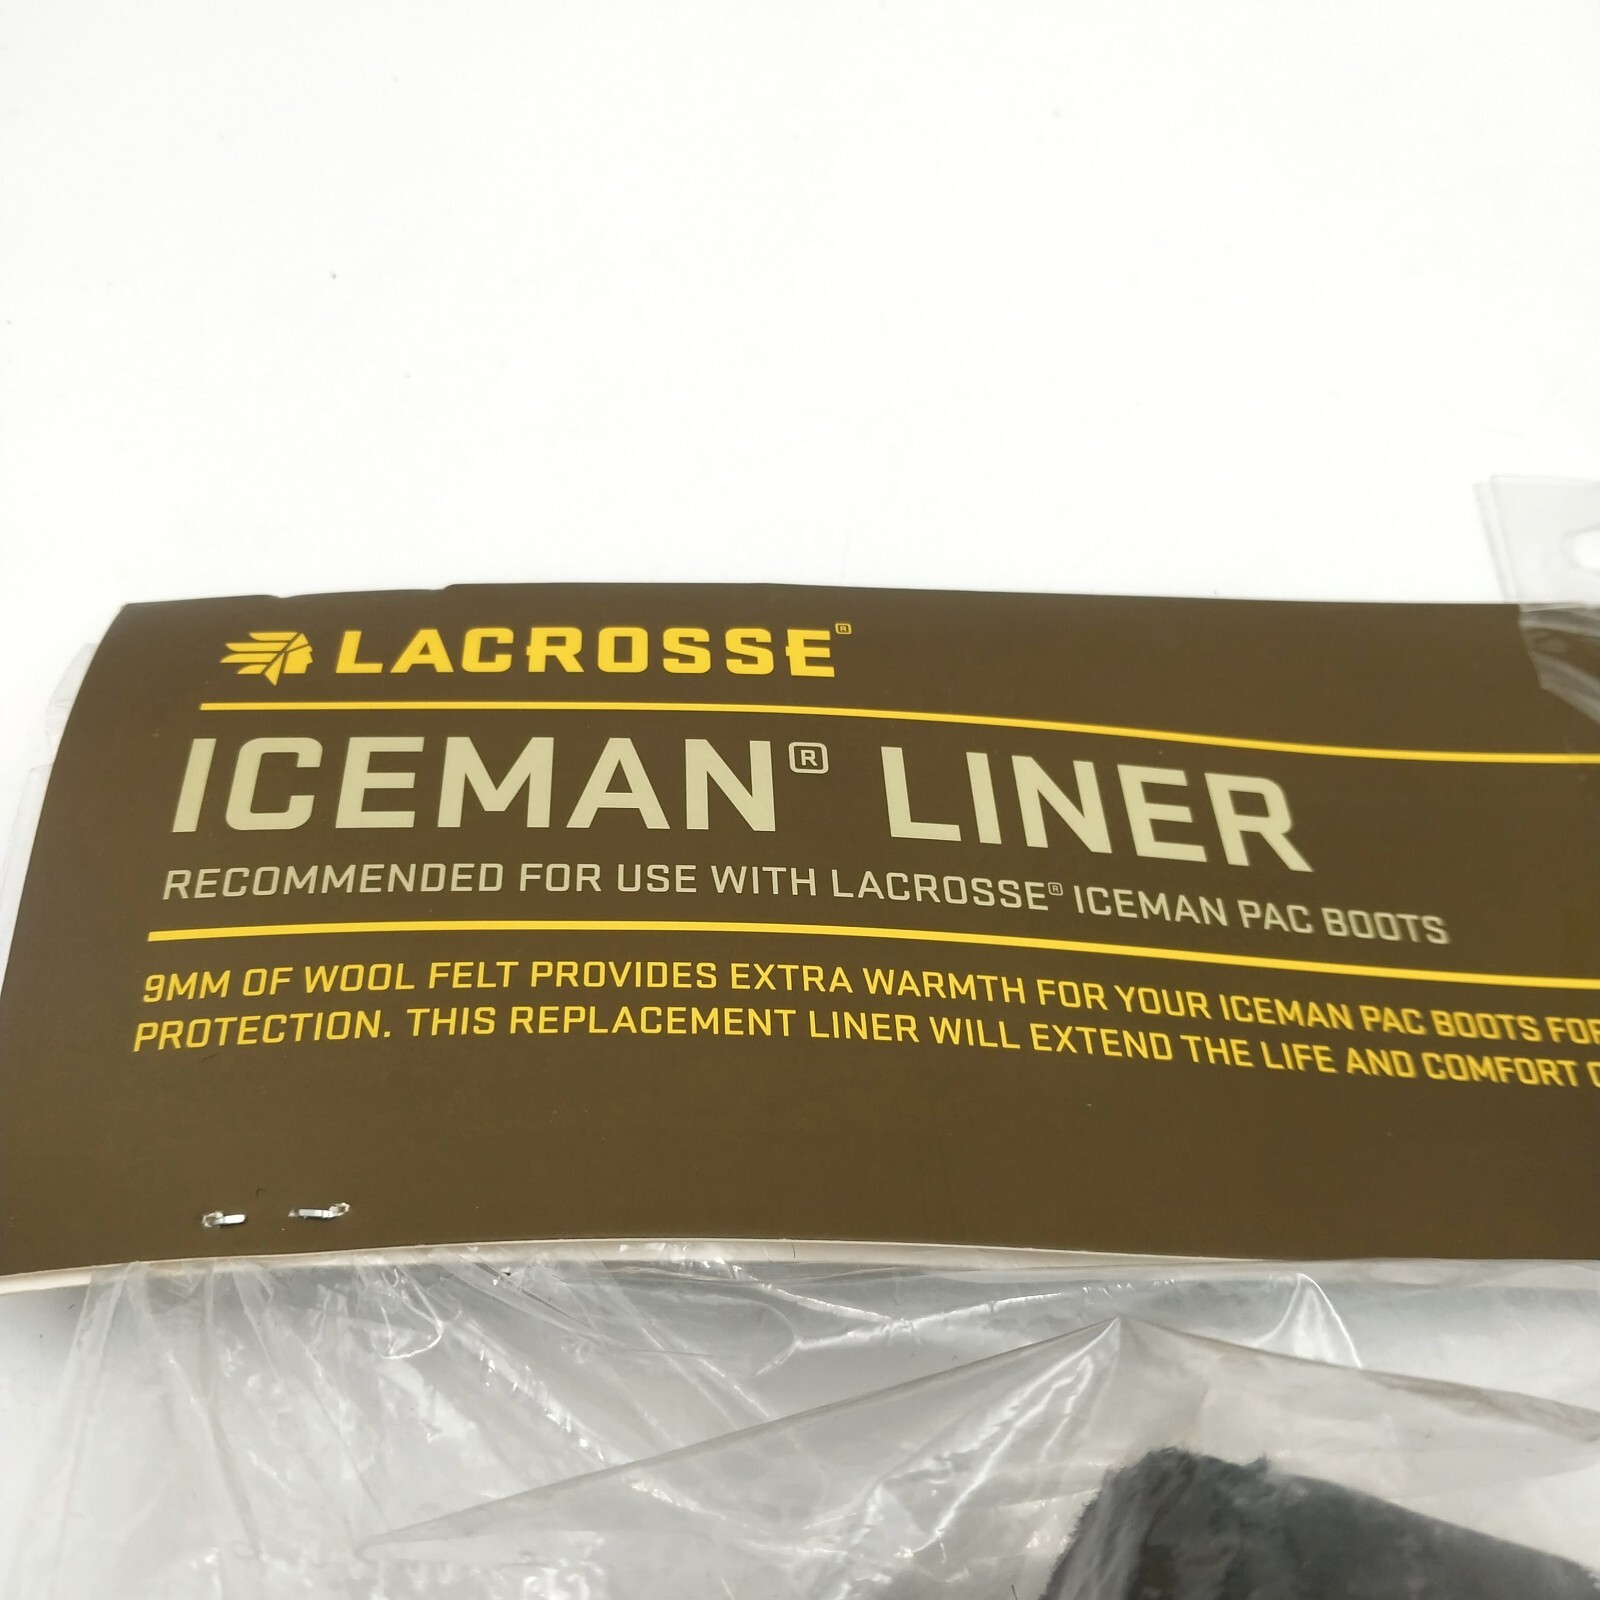 LACROSSE®
ICEMAN® LINER
RECOMMENDED FOR USE WITH LACROSSE® ICEMAN PAC BOOTS
9MM OF WOOL FELT PROVIDES EXTRA WARMTH FOR YOUR ICEMAN PAC BOOTS FOR
PROTECTION. THIS REPLACEMENT LINER WILL EXTEND THE LIFE AND COMFORT